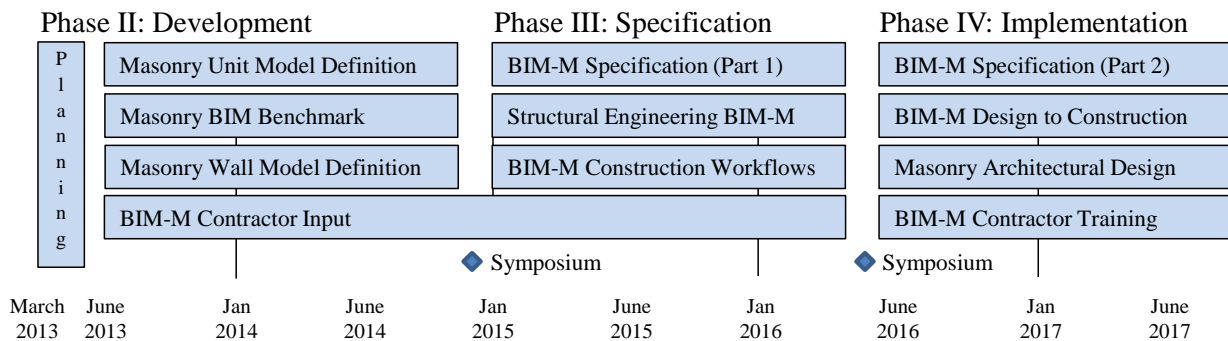 Phase II: Development
Phase III: Specification
Phase IV: Implementation
Planning
Masonry Unit Model Definition
BIM-M Specification (Part 1)
BIM-M Specification (Part 2)
Masonry BIM Benchmark
Structural Engineering BIM-M
BIM-M Design to Construction
Masonry Wall Model Definition
BIM-M Construction Workflows
Masonry Architectural Design
BIM-M Contractor Input
BIM-M Contractor Training
Symposium
Symposium
March
2013
June
2013
Jan
2014
June
2014
Jan
2015
June
2015
Jan
2016
June
2016
Jan
2017
June
2017